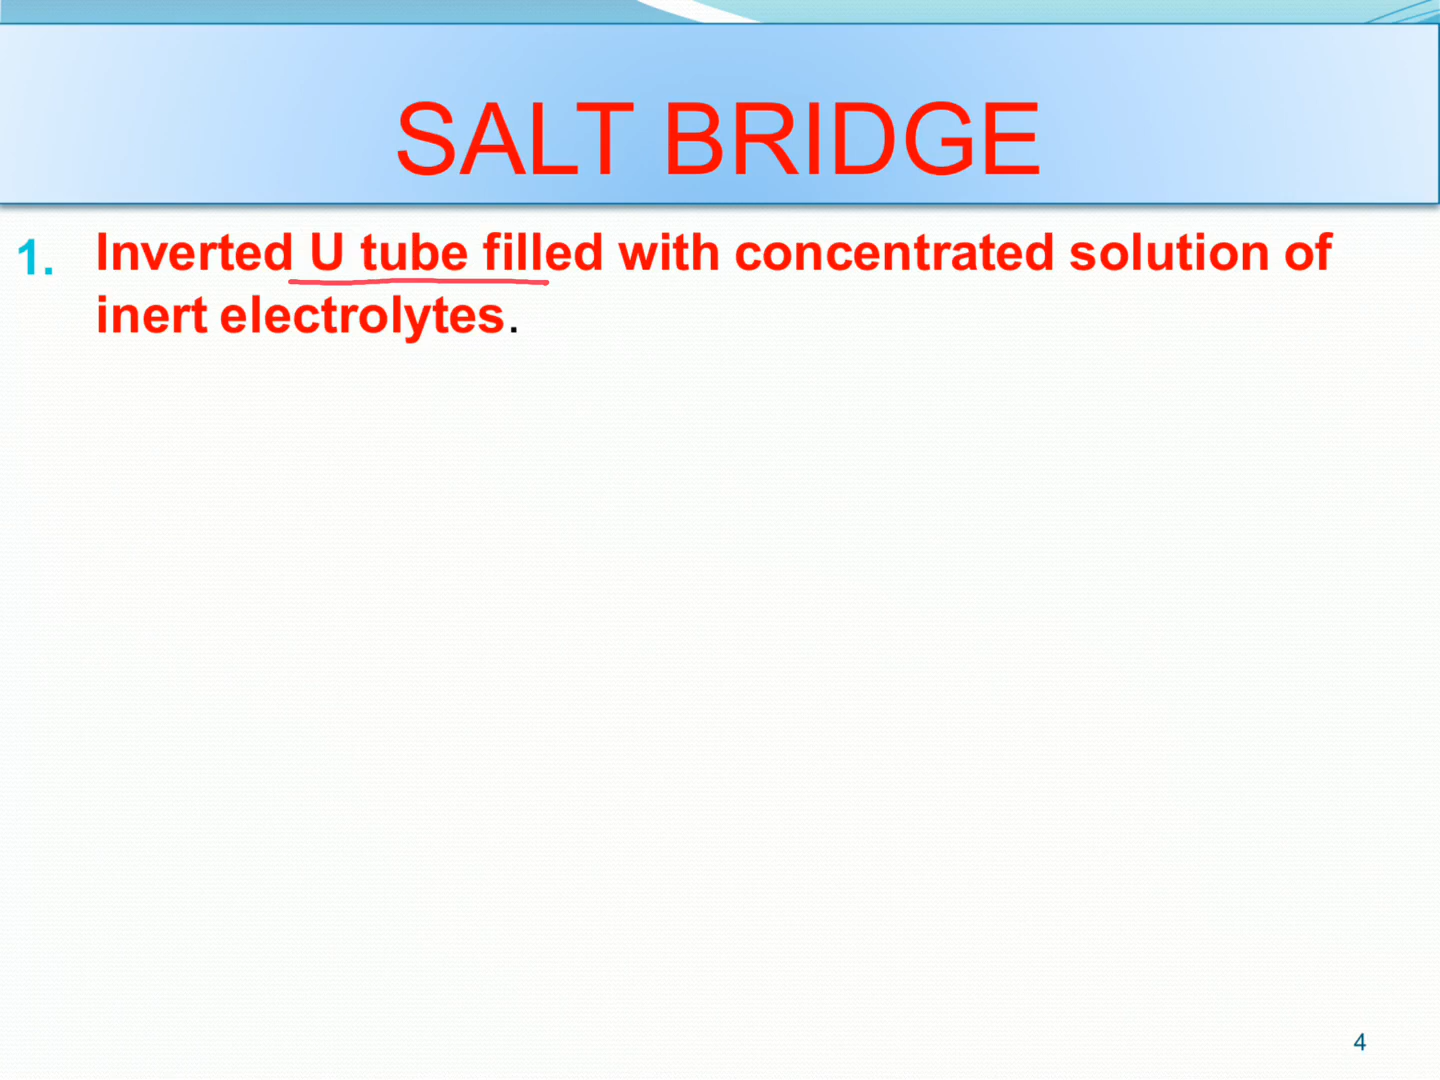 SALT BRIDGE
1. Inverted U tube filled with concentrated solution of
inert electrolytes.
4